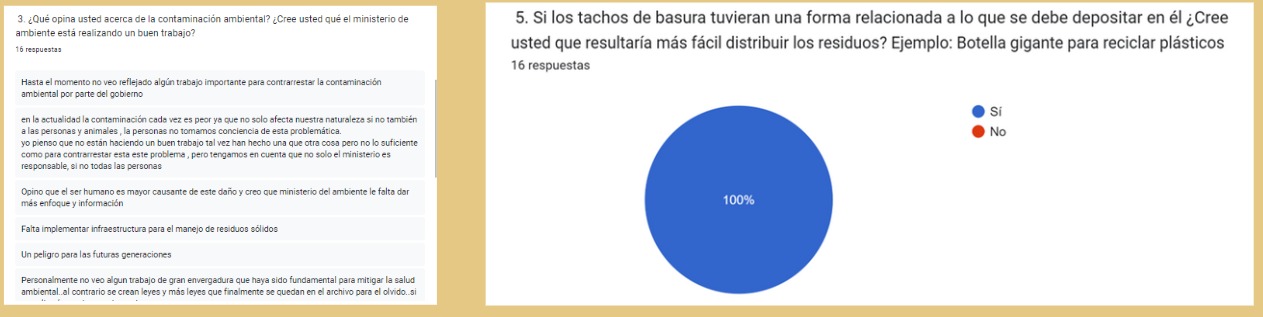 3. ¿Qué opina usted acerca de la contaminación ambiental? ¿Cree usted qué el ministerio de
ambiente está realizando un buen trabajo?
16 respuestas
Hasta el momento no veo reflejado algún trabajo importante para contrarrestar la contaminación
ambiental por parte del gobierno
en la actualidad la contaminación cada vez es peor ya que no solo afecta nuestra naturaleza si no también
a las personas y animales , la personas no tomamos conciencia de esta problemática.
yo pienso que no están haciendo un buen trabajo tal vez han hecho una que otra cosa pero no lo suficiente
como para contrarrestar esta este problema , pero tengamos en cuenta que no solo el ministerio es
responsable, si no todas las personas
Opino que el ser humano es mayor causante de este daño y creo que ministerio del ambiente le falta dar
más enfoque y información
Falta implementar infraestructura para el manejo de residuos sólidos
Un peligro para las futuras generaciones
Personalmente no veo algun trabajo de gran envergadura que haya sido fundamental para mitigar la salud
ambiental..al contrario se crean leyes y más leyes que finalmente se quedan en el archivo para el olvido..si
5. Si los tachos de basura tuvieran una forma relacionada a lo que se debe depositar en él ¿Cree
usted que resultaría más fácil distribuir los residuos? Ejemplo: Botella gigante para reciclar plásticos
16 respuestas
Sí
No
100%